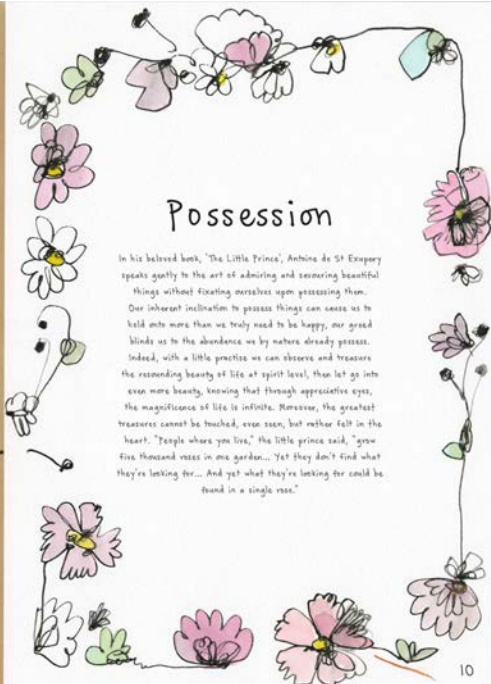 Possession
In his beloved book, 'The Little Prince', Antoine de St Exupery
speaks gently to the art of admiring and savouring beautiful
things without fixating ourselves upon possessing them.
Our inherent inclination to possess things can cause us to
hold onto more than we truly need to be happy, our greed
blinds us to the abundance we by nature already possess.
Indeed, with a little practise we can observe and treasure
the resounding beauty of life at spirit level, then let go into
even more beauty, knowing that through appreciative eyes,
the magnificence of life is infinite. Moreover, the greatest
treasures cannot be touched, even seen, but rather felt in the
heart. "People where you live," the little prince said, "grow
five thousand roses in one garden... Yet they don't find what
they're looking for... And yet what they're looking for could be
found in a single rose."
10